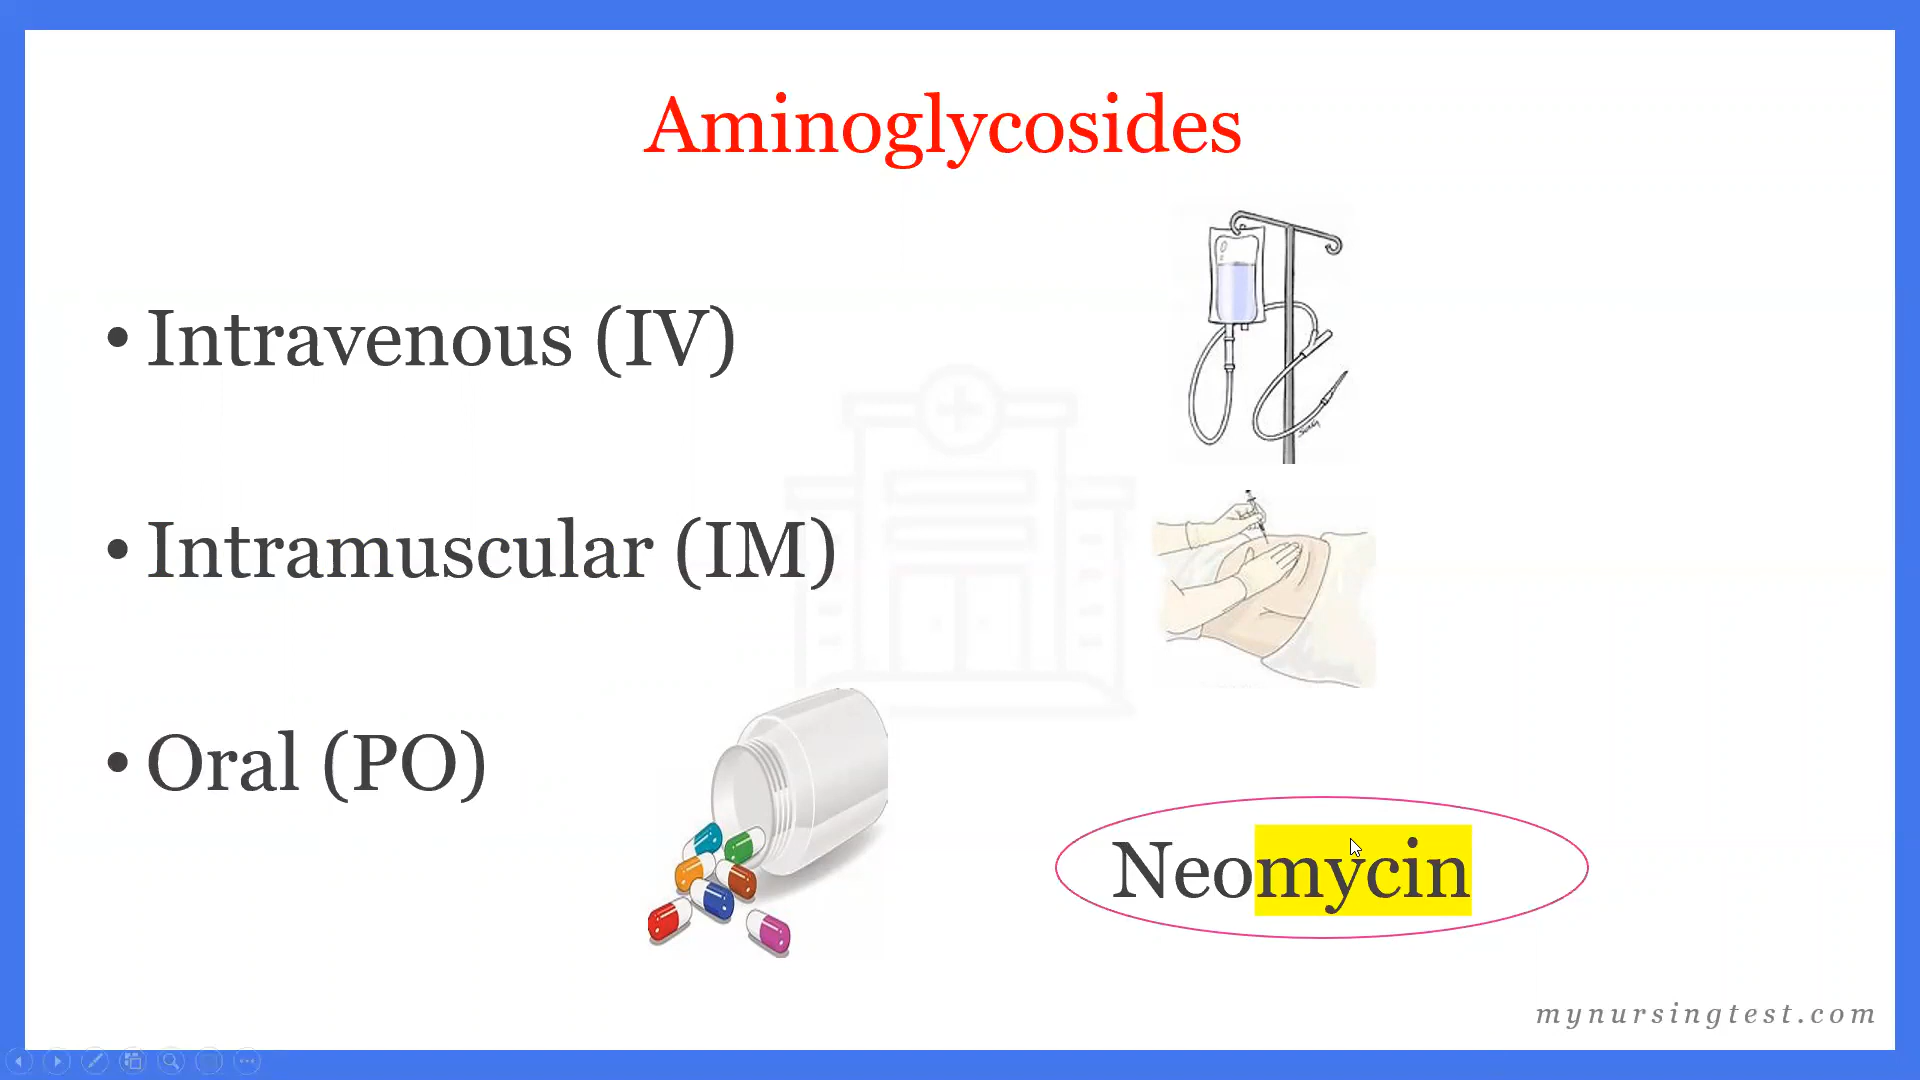 Aminoglycosides
• Intravenous (IV)
• Intramuscular (IM)
• Oral (PO)
Neomycin
mynursingtest.com